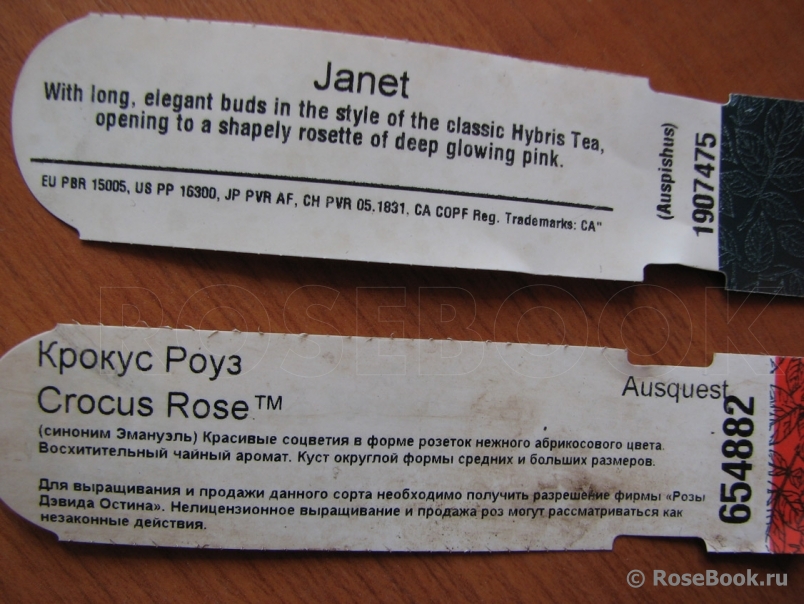 Janet
With long, elegant buds in the style of the classic Hybris Tea,
opening to a shapely rosette of deep glowing pink.
EU PBR 15005, US PP 16300, JP PVR AF, CH PVR 05.1831, CA COPF Reg. Trademarks: CA"
(Auspishus)
1907475
ROSEBOOK
Крокус Роуз
Crocus Rose™
Ausquest
654882
(синоним Эмануэль) Красивые соцветия в форме розеток нежного абрикосового цвета.
Восхитительный чайный аромат. Куст округлой формы средних и больших размеров.
Для выращивания и продажи данного сорта необходимо получить разрешение фирмы «Розы
Дэвида Остина». Нелицензионное выращивание и продажа роз могут рассматриваться как
незаконные действия.
© RoseBook.ru